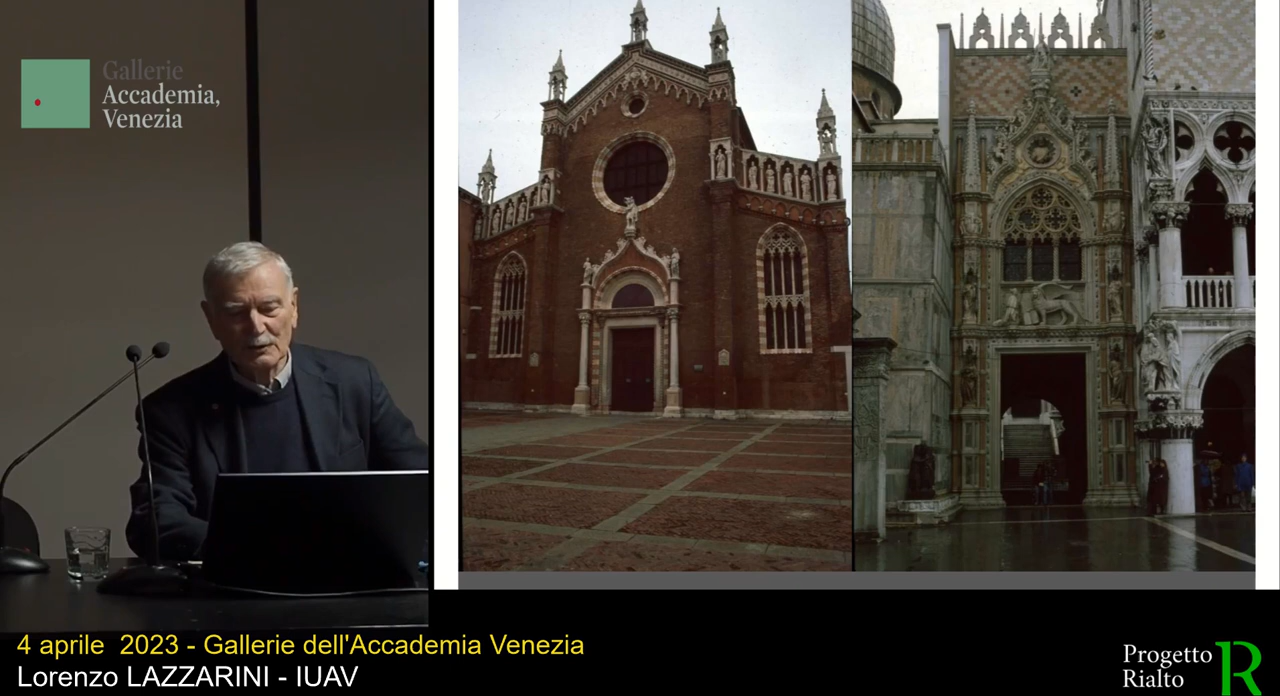 Gallerie
Accademia,
Venezia
4 aprile 2023 - Gallerie dell'Accademia Venezia
Lorenzo LAZZARINI - IUAV
Progetto
Rialto
R